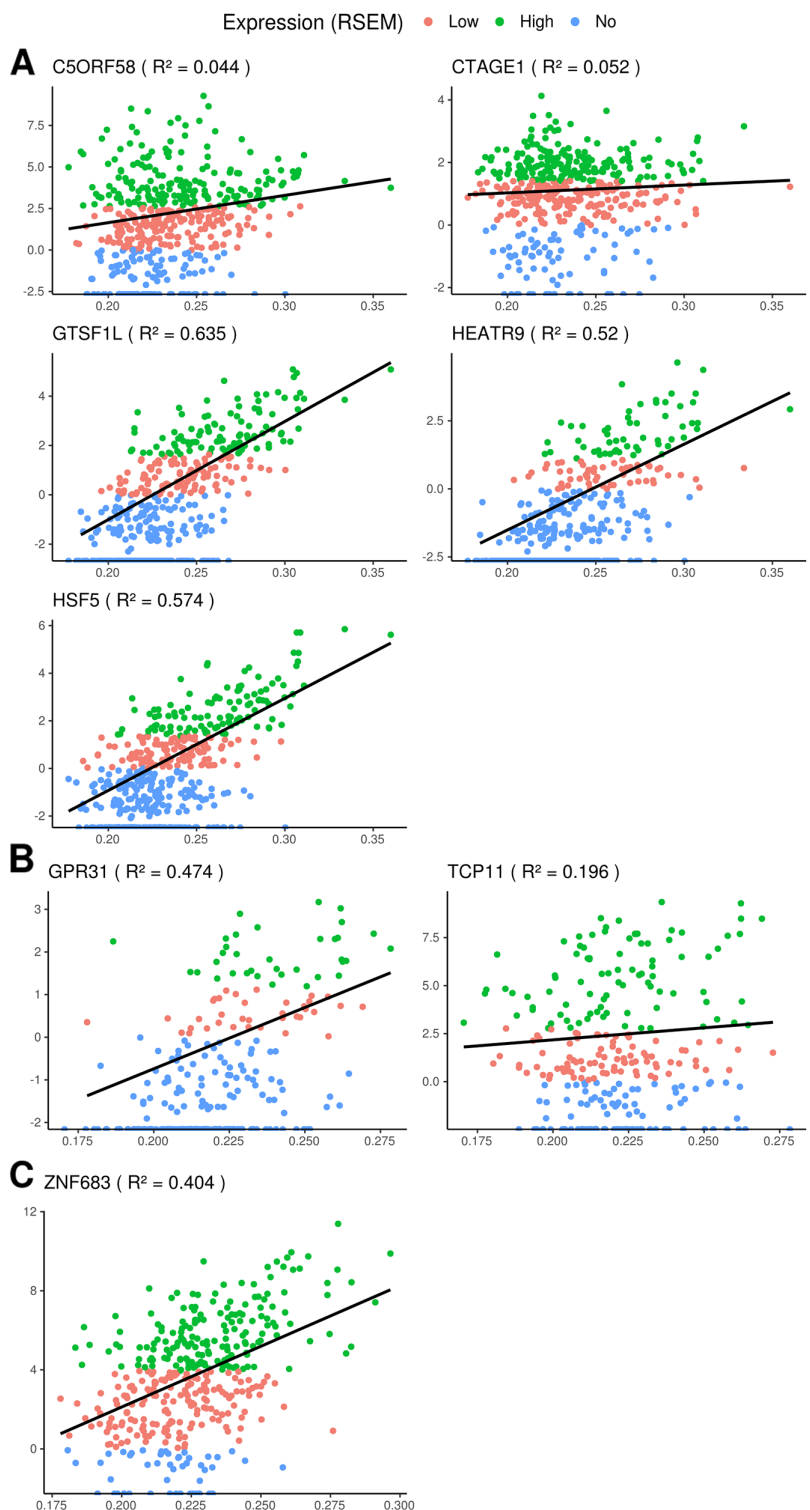 Expression (RSEM) Low High No
A
C5ORF58 ( R² = 0.044) CTAGE1 ( R² = 0.052)
7.5
5.0
2.5
0.0
-2.5
0.20 0.25 0.30 0.35
4
2
0
-2
0.20 0.25 0.30 0.35
GTSF1L ( R² = 0.635) HEATR9 ( R² = 0.52)
4
2
0
-2
0.20 0.25 0.30 0.35
2.5
0.0
-2.5
0.20 0.25 0.30 0.35
HSF5 ( R² = 0.574)
6
4
2
0
-2
0.20 0.25 0.30 0.35
B
GPR31 ( R² = 0.474) TCP11 ( R² = 0.196)
3
2
1
0
-1
-2
0.175 0.200 0.225 0.250 0.275
7.5
5.0
2.5
0.0
0.175 0.200 0.225 0.250 0.275
C
ZNF683 ( R² = 0.404)
12
8
4
0
0.175 0.200 0.225 0.250 0.275 0.300